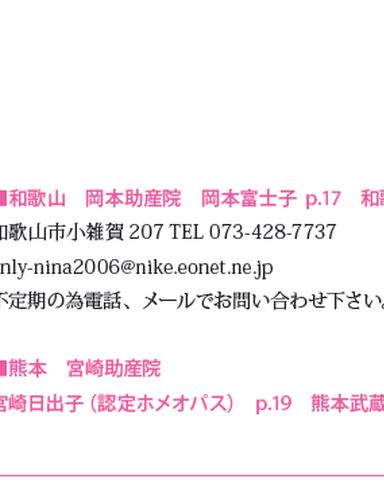 ■和歌山 岡本助産院 岡本富士子 p.17 和歌
和歌山市小雑賀 207 TEL 073-428-7737
nly-nina2006@nike.eonet.ne.jp
不定期の為電話、メールでお問い合わせ下さい。
■熊本 宮崎助産院
宮崎日出子（認定ホメオパス） p.19 熊本武蔵